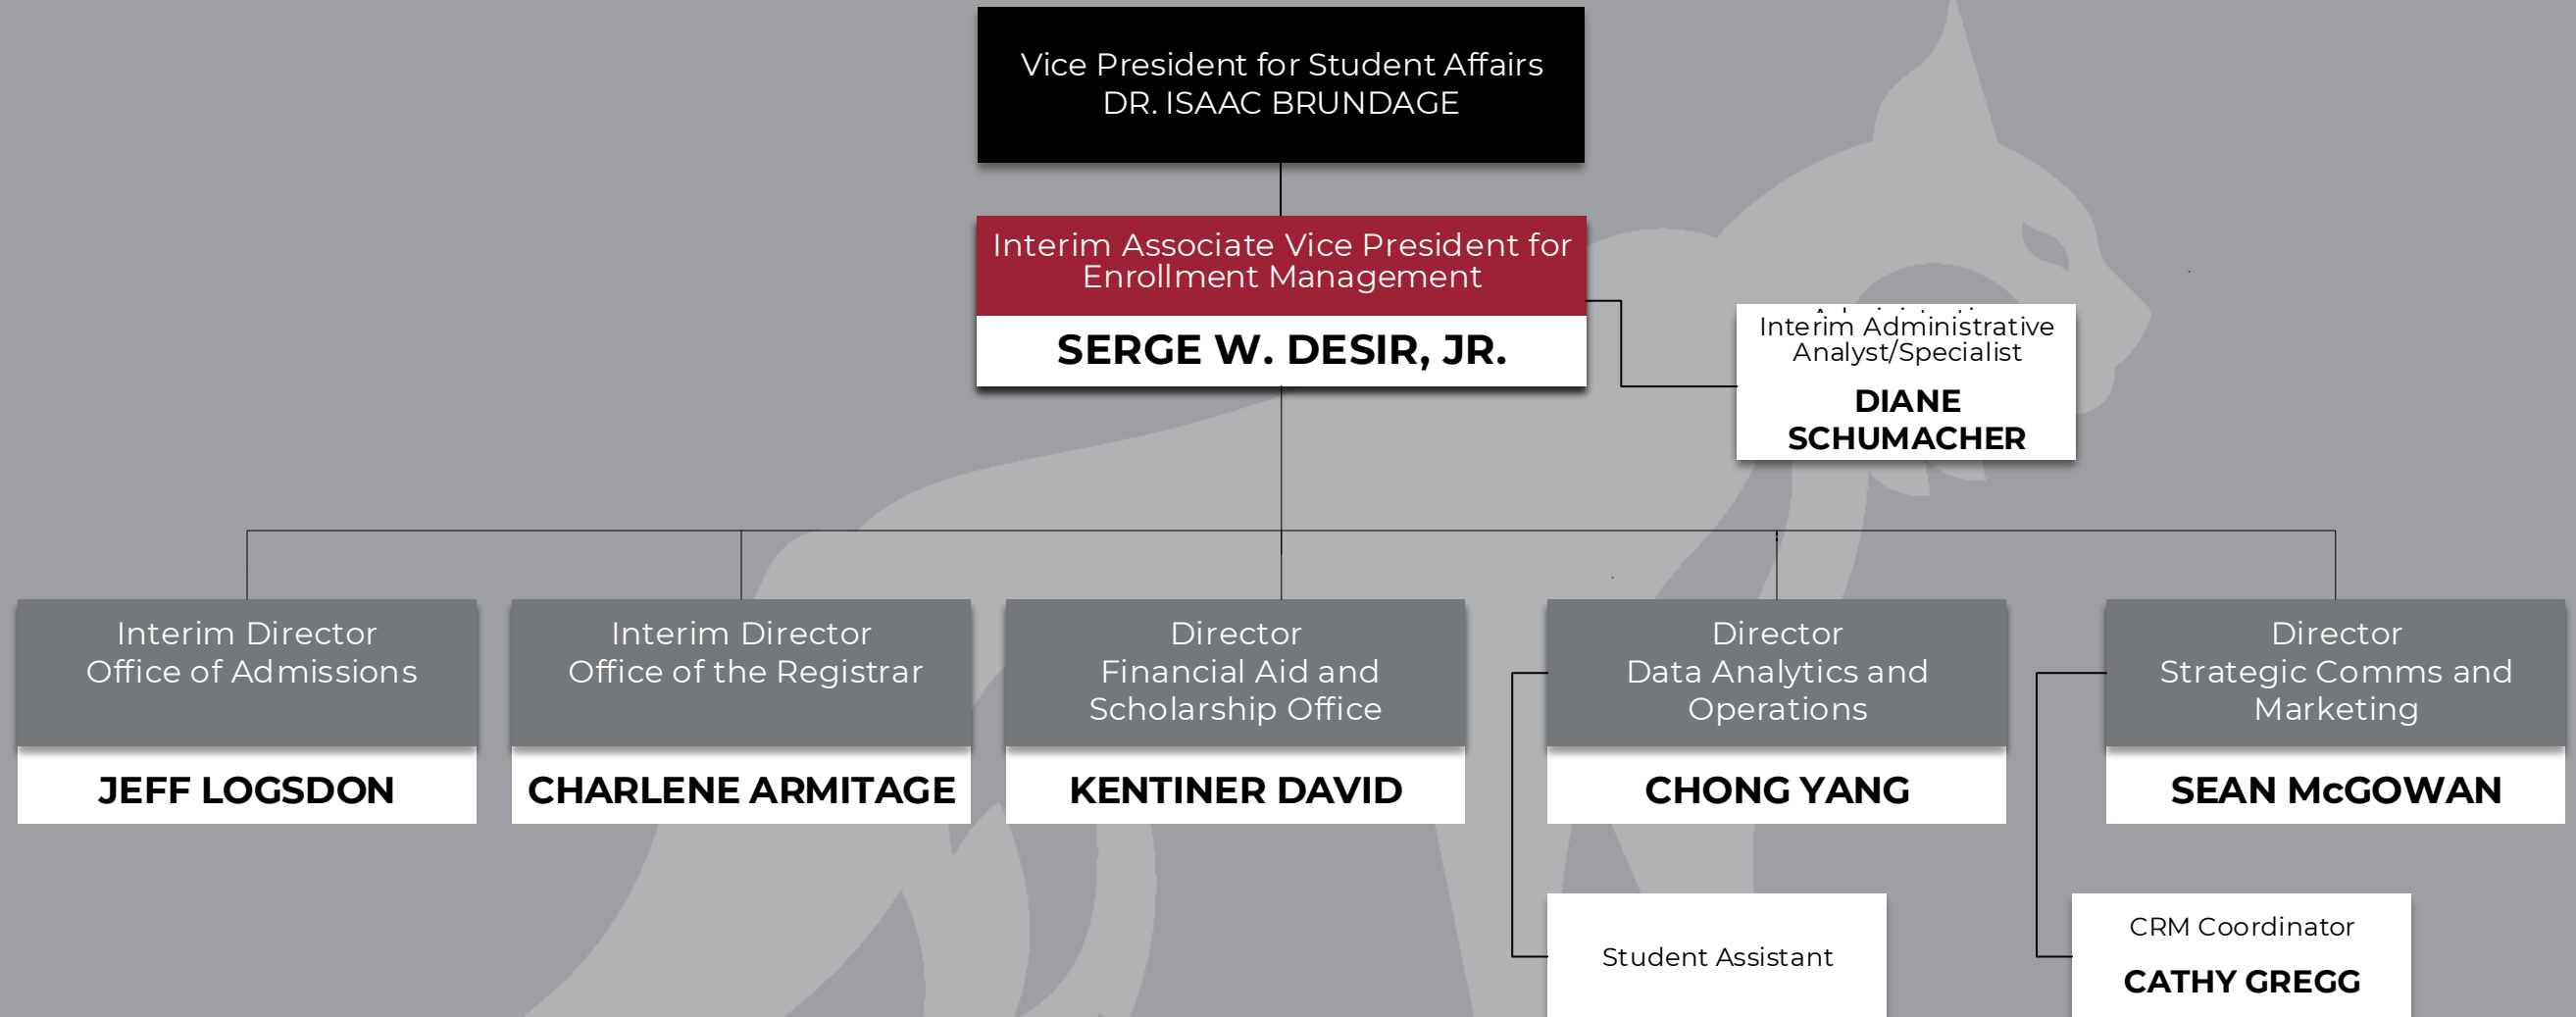 Vice President for Student Affairs
DR. ISAAC BRUNDAGE
Interim Associate Vice President for
Enrollment Management
SERGE W. DESIR, JR.
Interim Administrative
Analyst/Specialist
DIANE
SCHUMACHER
Interim Director
Office of Admissions
JEFF LOGSDON
Interim Director
Office of the Registrar
CHARLENE ARMITAGE
Director
Financial Aid and
Scholarship Office
KENTINER DAVID
Director
Data Analytics and
Operations
CHONG YANG
Director
Strategic Comms and
Marketing
SEAN McGOWAN
Student Assistant
CRM Coordinator
CATHY GREGG